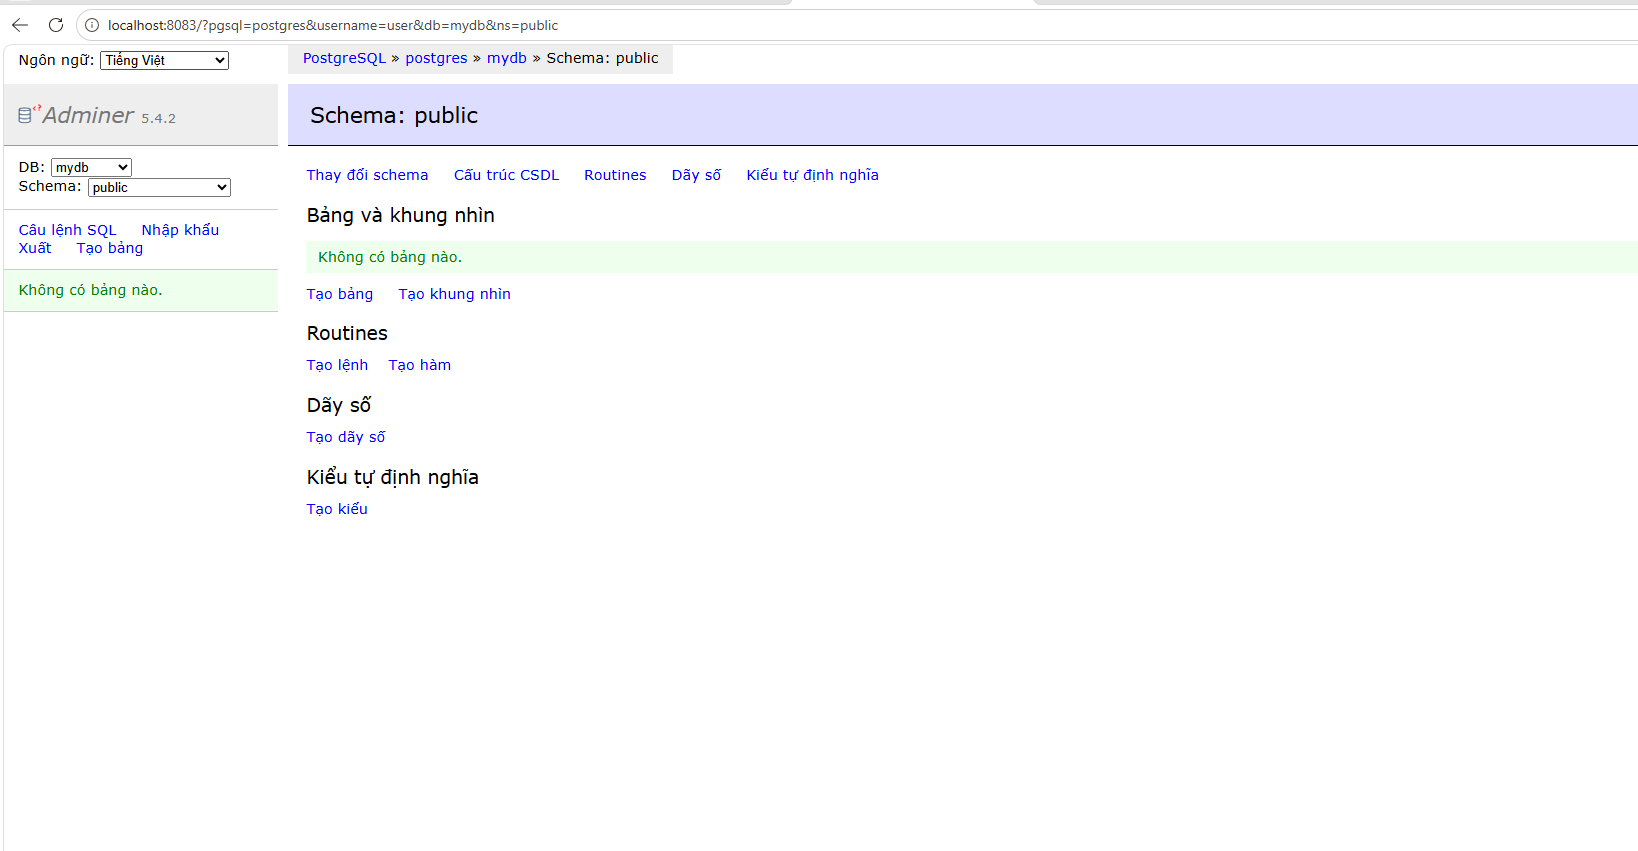 localhost:8083/?pgsql=postgres&username=user&db=mydb&ns=public
Ngôn ngữ: Tiếng Việt
PostgreSQL » postgres » mydb » Schema: public
Adminer 5.4.2
Schema: public
DB: mydb
Schema: public
Thay đổi schema Cấu trúc CSDL Routines Dãy số Kiểu tự định nghĩa
Câu lệnh SQL Nhập khẩu
Xuất Tạo bảng
Không có bảng nào.
Bảng và khung nhìn
Không có bảng nào.
Tạo bảng Tạo khung nhìn
Routines
Tạo lệnh Tạo hàm
Dãy số
Tạo dãy số
Kiểu tự định nghĩa
Tạo kiểu